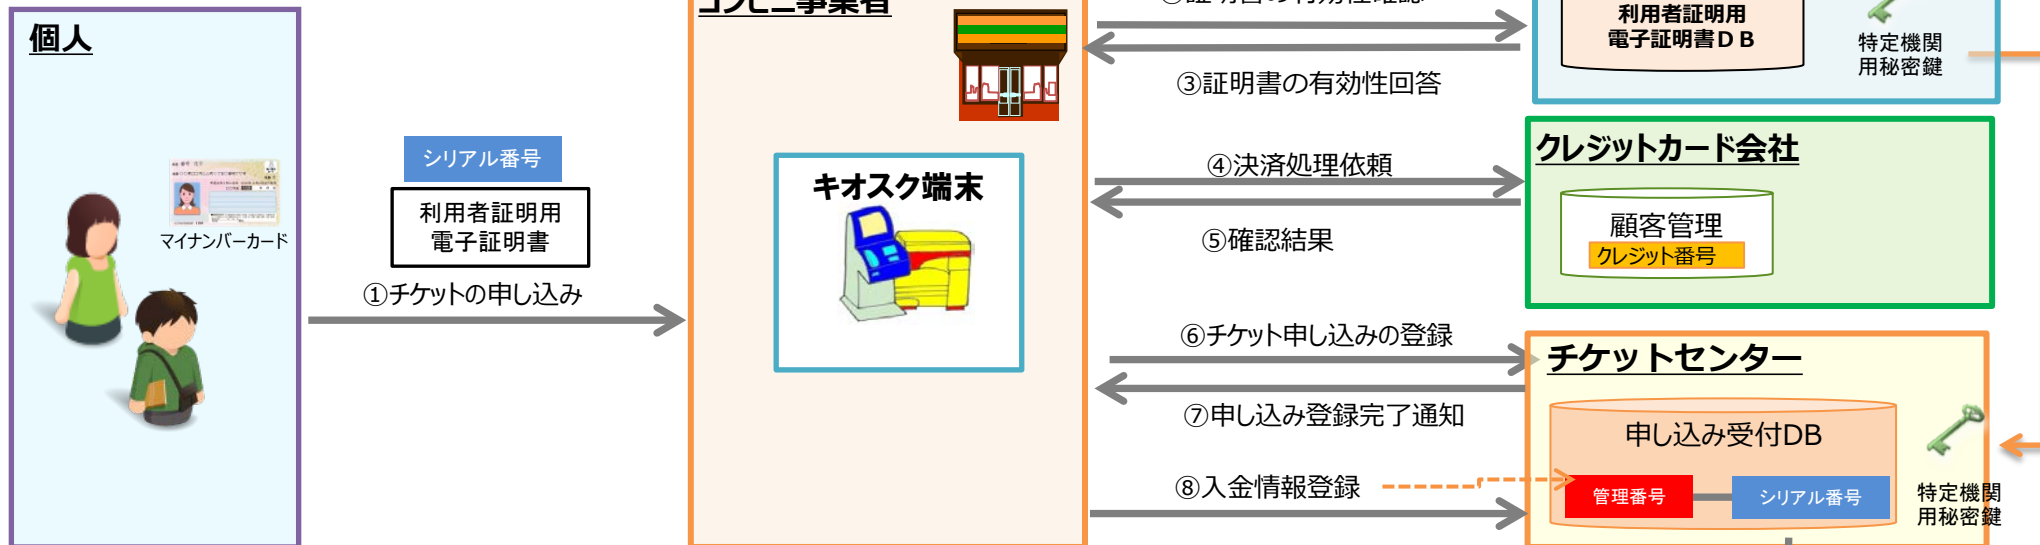 個人
マイナンバーカード
シリアル番号
利用者証明用
電子証明書
①チケットの申し込み
コンビニ事業者
キオスク端末
証明書の有効性確認
③証明書の有効性回答
④決済処理依頼
⑤確認結果
⑥チケット申し込みの登録
⑦申し込み登録完了通知
⑧入金情報登録
利用者証明用
電子証明書DB
特定機関
用秘密鍵
クレジットカード会社
顧客管理
クレジット番号
チケットセンター
申し込み受付DB
管理番号
シリアル番号
特定機関
用秘密鍵